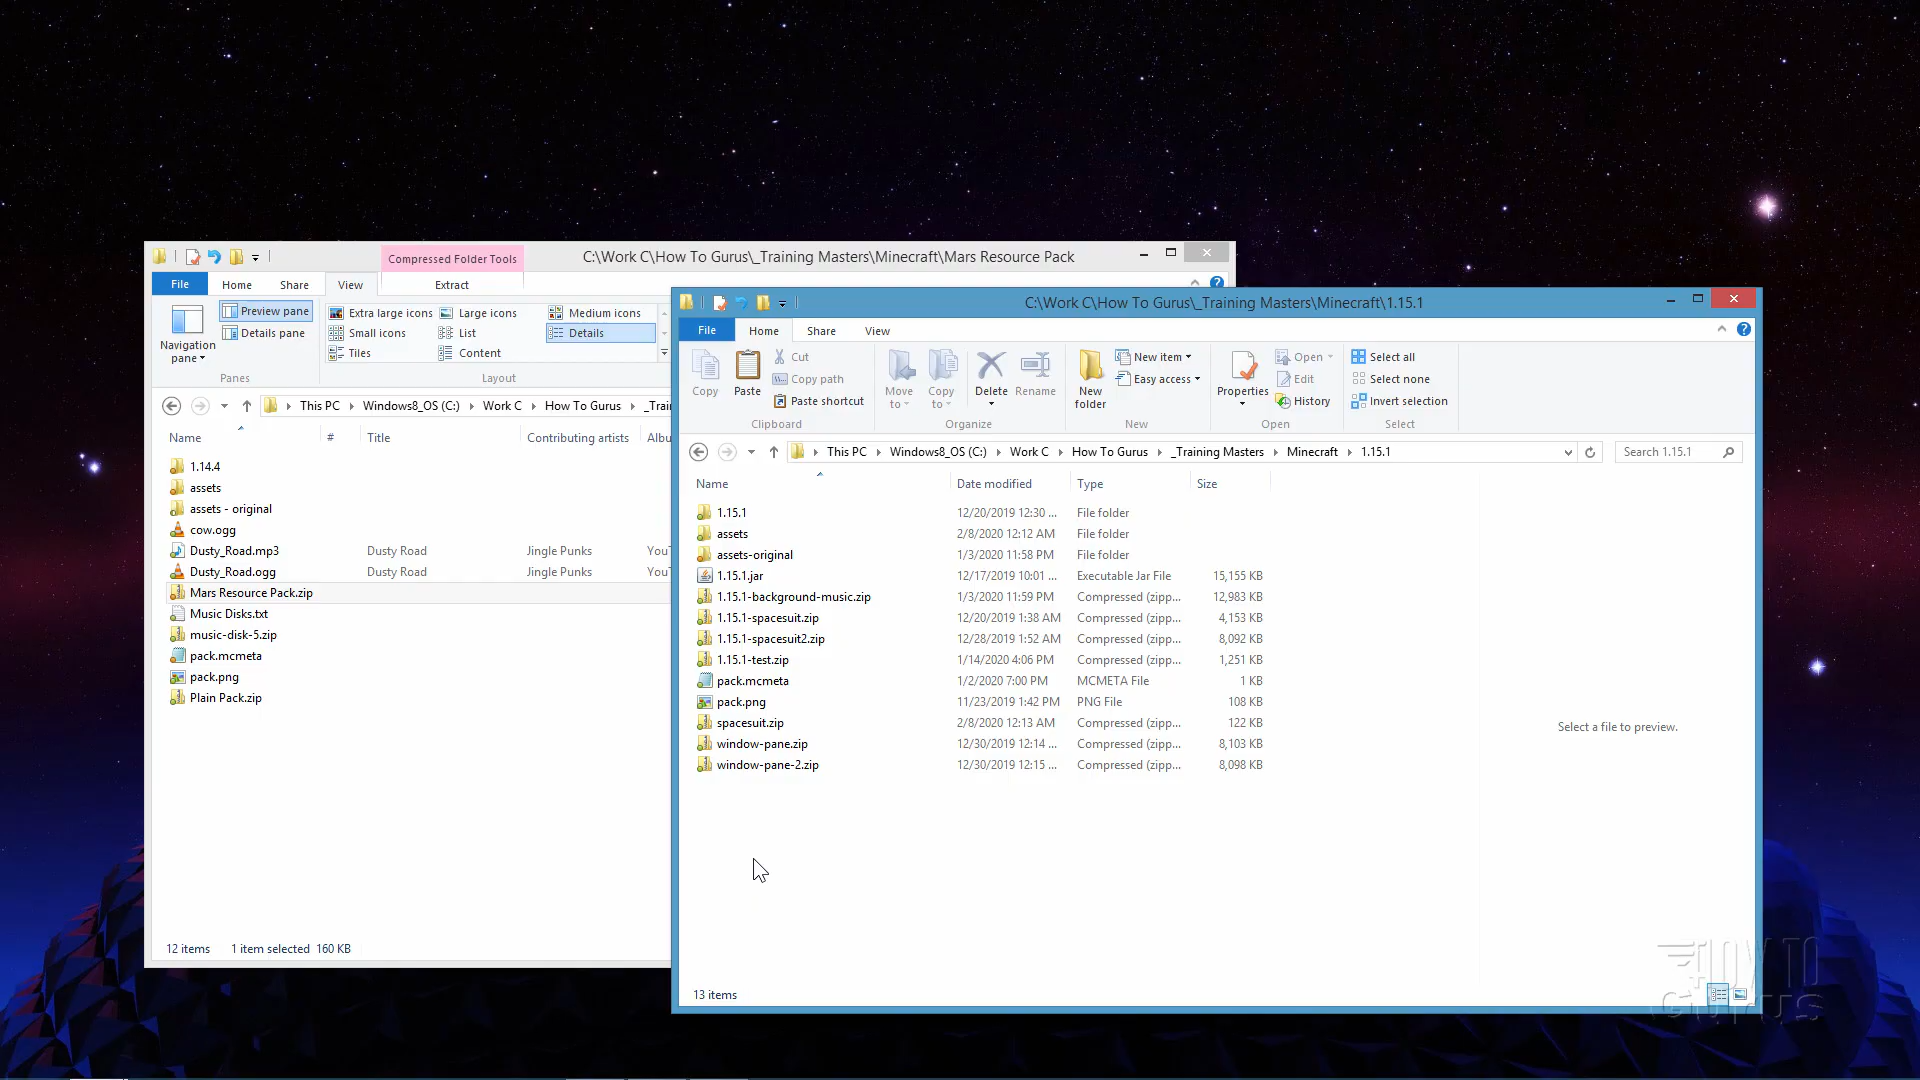 Compressed Folder Tools
C:\Work C\How To Gurus\_Training Masters\Minecraft\Mars Resource Pack
File Home Share View Extract
Navigation pane
Preview pane
Details pane
Panes
Extra large icons Large icons Medium icons
Small icons List Details
Tiles Content
Layout
This PC Windows8_OS (C:) Work C How To Gurus
Name # Title Contributing artists
1.14.4
assets
assets - original
cow.ogg
Dusty_Road.mp3 Dusty Road Jingle Punks
Dusty_Road.ogg Dusty Road Jingle Punks
Mars Resource Pack.zip
Music Disks.txt
music-disk-5.zip
pack.mcmeta
pack.png
Plain Pack.zip
12 items 1 item selected 160 KB
C:\Work C\How To Gurus\_Training Masters\Minecraft\1.15.1
File Home Share View
Copy
Paste
Cut
Copy path
Paste shortcut
Clipboard
Move to
Copy to
Delete
Rename
Organize
New folder
New item
Easy access
New
Properties
Open
Edit
History
Open
Select all
Select none
Invert selection
Select
This PC Windows8_OS (C:) Work C How To Gurus _Training Masters Minecraft 1.15.1
Search 1.15.1
Name Date modified Type Size
1.15.1 12/20/2019 12:30 ... File folder
assets 2/8/2020 12:12 AM File folder
assets-original 1/3/2020 11:58 PM File folder
1.15.1.jar 12/17/2019 10:01 ... Executable Jar File 15,155 KB
1.15.1-background-music.zip 1/3/2020 11:59 PM Compressed (zipp... 12,983 KB
1.15.1-spacesuit.zip 12/20/2019 1:38 AM Compressed (zipp... 4,153 KB
1.15.1-spacesuit2.zip 12/28/2019 1:52 AM Compressed (zipp... 8,092 KB
1.15.1-test.zip 1/14/2020 4:06 PM Compressed (zipp... 1,251 KB
pack.mcmeta 1/2/2020 7:00 PM MCMETA File 1 KB
pack.png 11/23/2019 1:42 PM PNG File 108 KB
spacesuit.zip 2/8/2020 12:13 AM Compressed (zipp... 122 KB
window-pane.zip 12/30/2019 12:14 ... Compressed (zipp... 8,103 KB
window-pane-2.zip 12/30/2019 12:15 ... Compressed (zipp... 8,098 KB
Select a file to preview.
13 items
HOW TO
GURUS